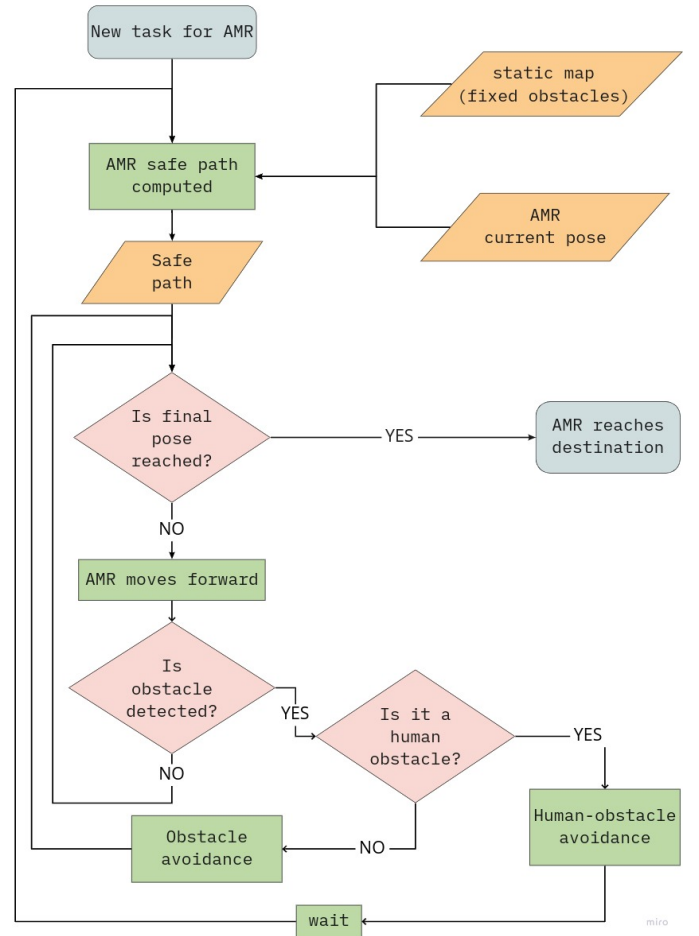 New task for AMR
static map
(fixed obstacles)
AMR safe path
computed
AMR
current pose
Safe
path
Is final
pose
reached?
YES
AMR reaches
destination
NO
AMR moves forward
Is
obstacle
detected?
YES
Is it a
human
obstacle?
YES
NO
Human-obstacle
avoidance
Obstacle
avoidance
NO
wait
miro